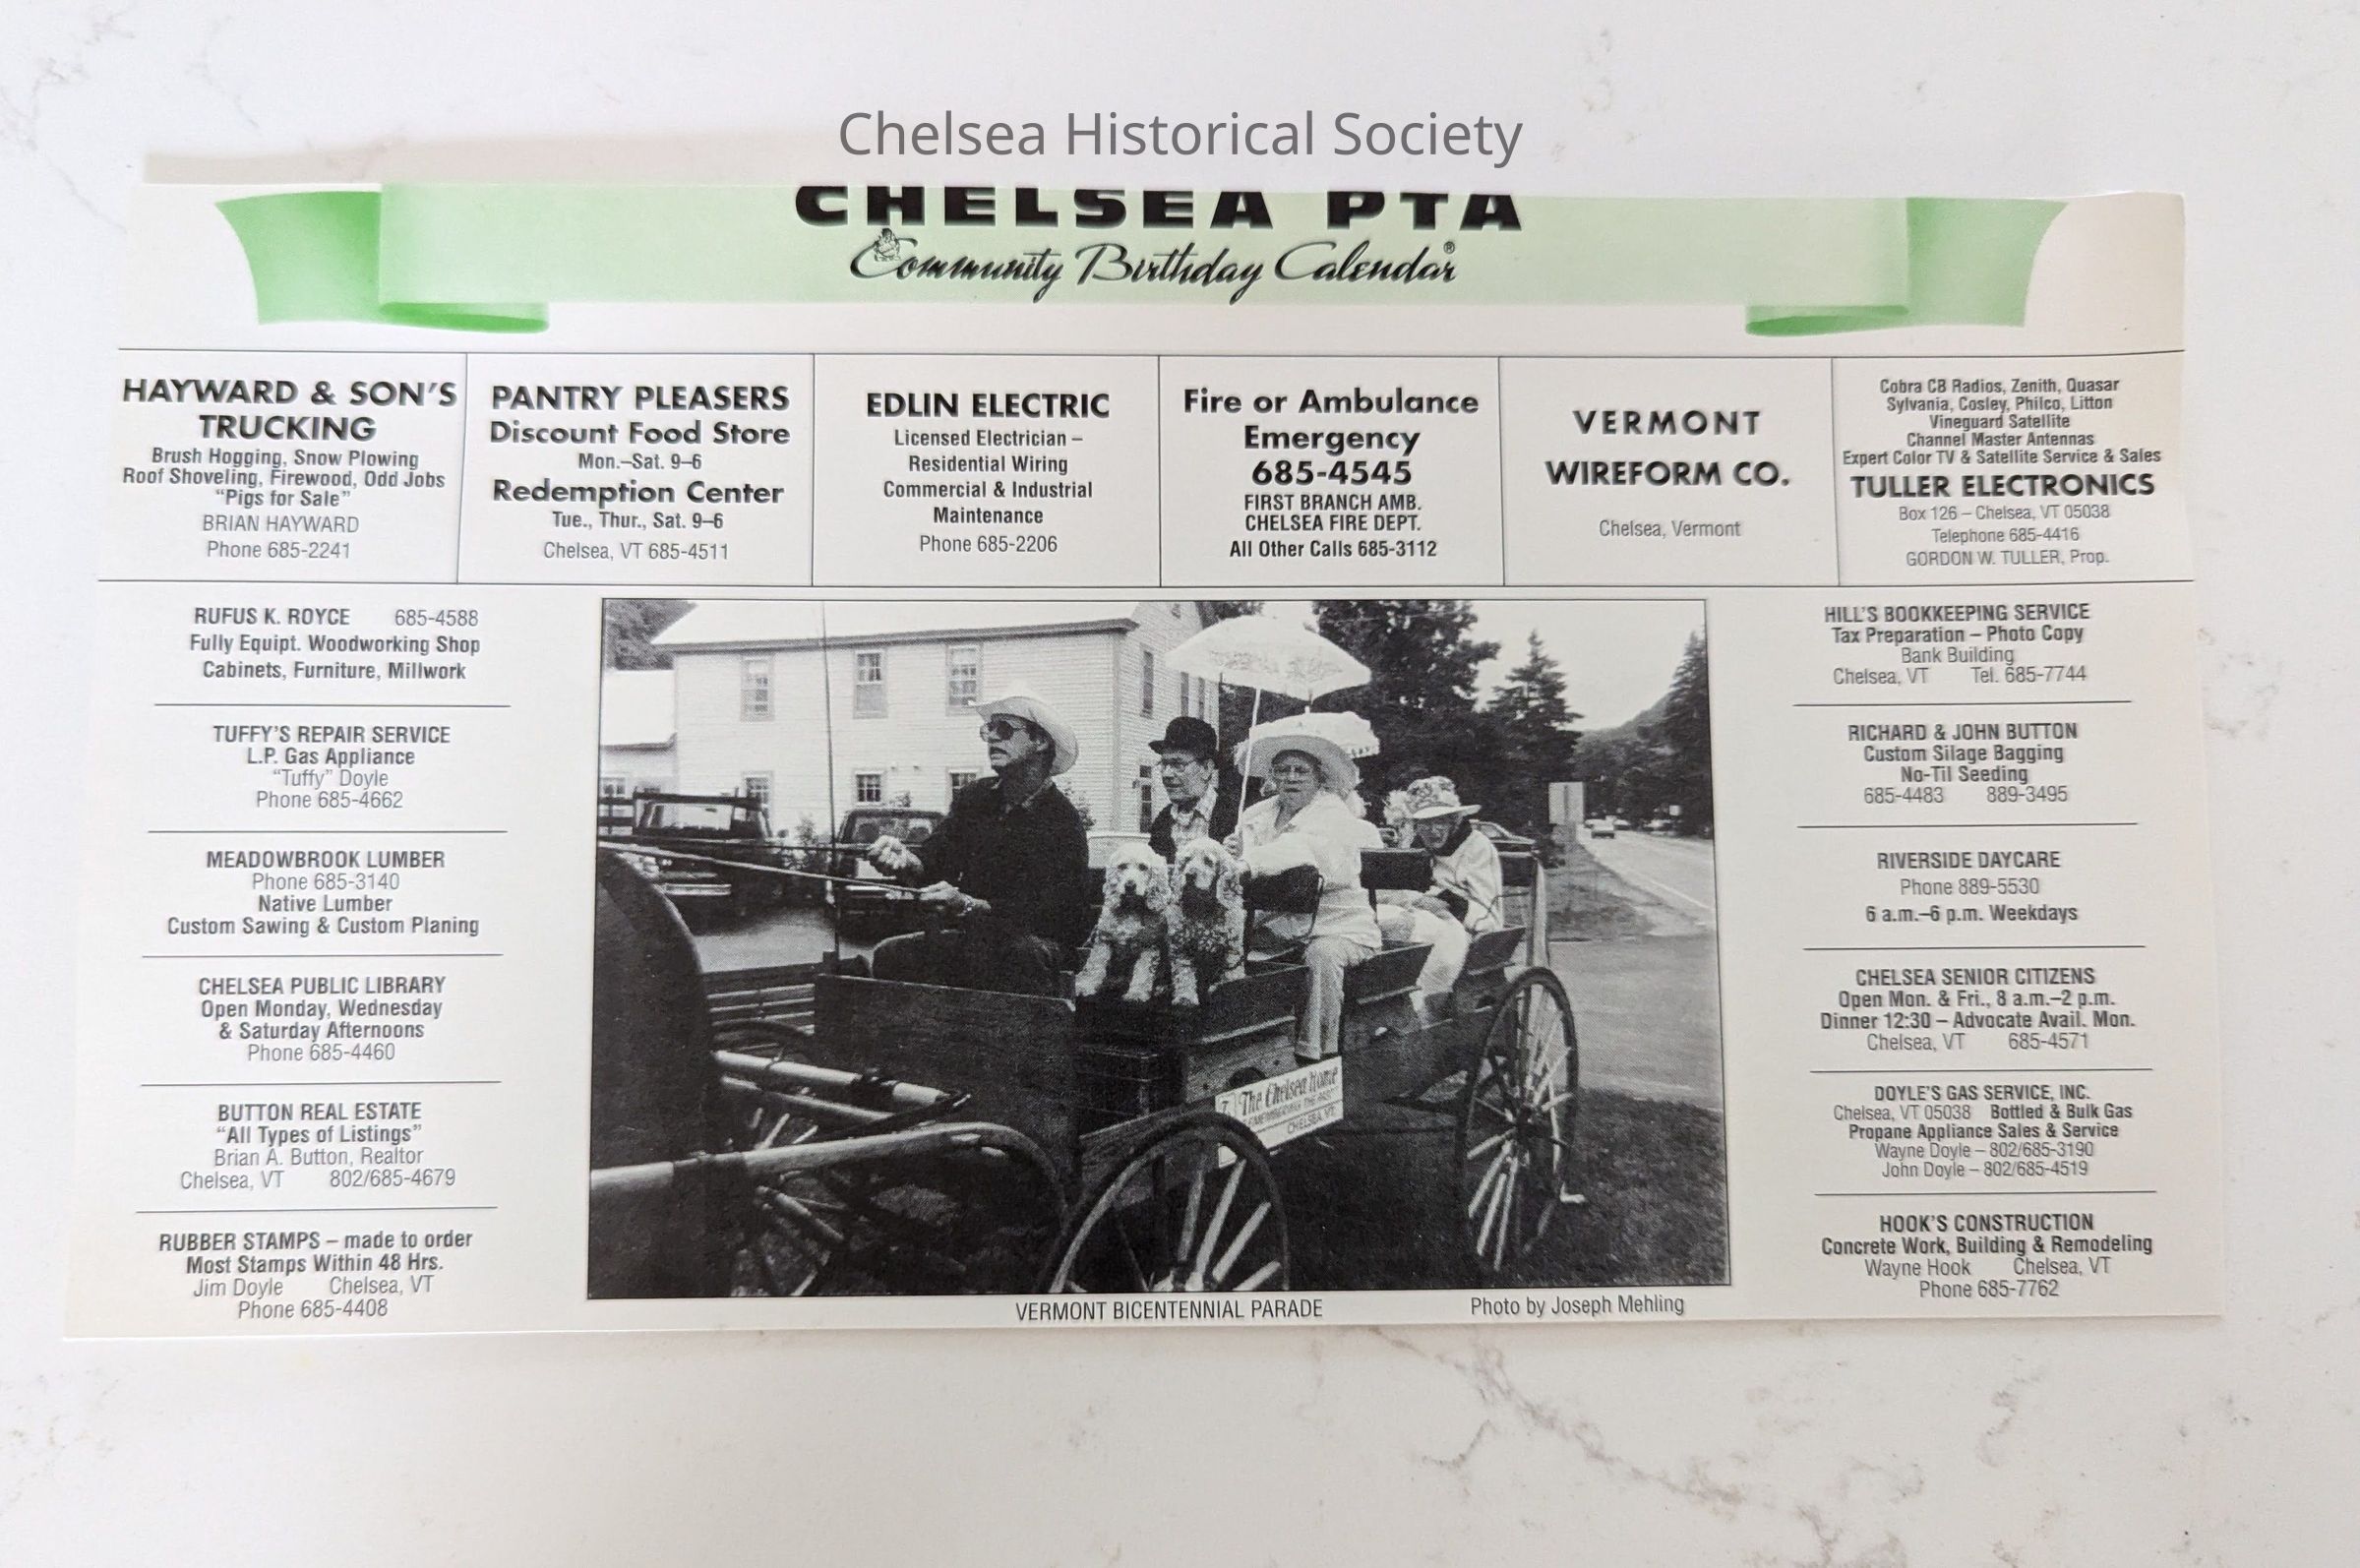 Chelsea Historical Society
CHELSEA PTA
Community Birthday Calendar®
HAYWARD & SON'S
TRUCKING
Brush Hogging, Snow Plowing
Roof Shoveling, Firewood, Odd Jobs
"Pigs for Sale"
BRIAN HAYWARD
Phone 685-2241
PANTRY PLEASERS
Discount Food Store
Mon.–Sat. 9–6
Redemption Center
Tue., Thur., Sat. 9–6
Chelsea, VT 685-4511
EDLIN ELECTRIC
Licensed Electrician –
Residential Wiring
Commercial & Industrial
Maintenance
Phone 685-2206
Fire or Ambulance
Emergency
685-4545
FIRST BRANCH AMB.
CHELSEA FIRE DEPT.
All Other Calls 685-3112
VERMONT
WIREFORM CO.
Chelsea, Vermont
Cobra CB Radios, Zenith, Quasar
Sylvania, Cosley, Philco, Litton
Vineguard Satellite
Channel Master Antennas
Expert Color TV & Satellite Service & Sales
TULLER ELECTRONICS
Box 126 – Chelsea, VT 05038
Telephone 685-4416
GORDON W. TULLER, Prop.
RUFUS K. ROYCE 685-4588
Fully Equipt. Woodworking Shop
Cabinets, Furniture, Millwork
TUFFY'S REPAIR SERVICE
L.P. Gas Appliance
"Tuffy" Doyle
Phone 685-4662
MEADOWBROOK LUMBER
Phone 685-3140
Native Lumber
Custom Sawing & Custom Planing
CHELSEA PUBLIC LIBRARY
Open Monday, Wednesday
& Saturday Afternoons
Phone 685-4460
BUTTON REAL ESTATE
"All Types of Listings"
Brian A. Button, Realtor
Chelsea, VT 802/685-4679
RUBBER STAMPS – made to order
Most Stamps Within 48 Hrs.
Jim Doyle Chelsea, VT
Phone 685-4408
7 The Chelsea Home
REMEMBERING THE PAST
CHELSEA, VT.
VERMONT BICENTENNIAL PARADE
Photo by Joseph Mehling
HILL'S BOOKKEEPING SERVICE
Tax Preparation – Photo Copy
Bank Building
Chelsea, VT Tel. 685-7744
RICHARD & JOHN BUTTON
Custom Silage Bagging
No-Til Seeding
685-4483 889-3495
RIVERSIDE DAYCARE
Phone 889-5530
6 a.m.–6 p.m. Weekdays
CHELSEA SENIOR CITIZENS
Open Mon. & Fri., 8 a.m.–2 p.m.
Dinner 12:30 – Advocate Avail. Mon.
Chelsea, VT 685-4571
DOYLE'S GAS SERVICE, INC.
Chelsea, VT 05038 Bottled & Bulk Gas
Propane Appliance Sales & Service
Wayne Doyle – 802/685-3190
John Doyle – 802/685-4519
HOOK'S CONSTRUCTION
Concrete Work, Building & Remodeling
Wayne Hook Chelsea, VT
Phone 685-7762